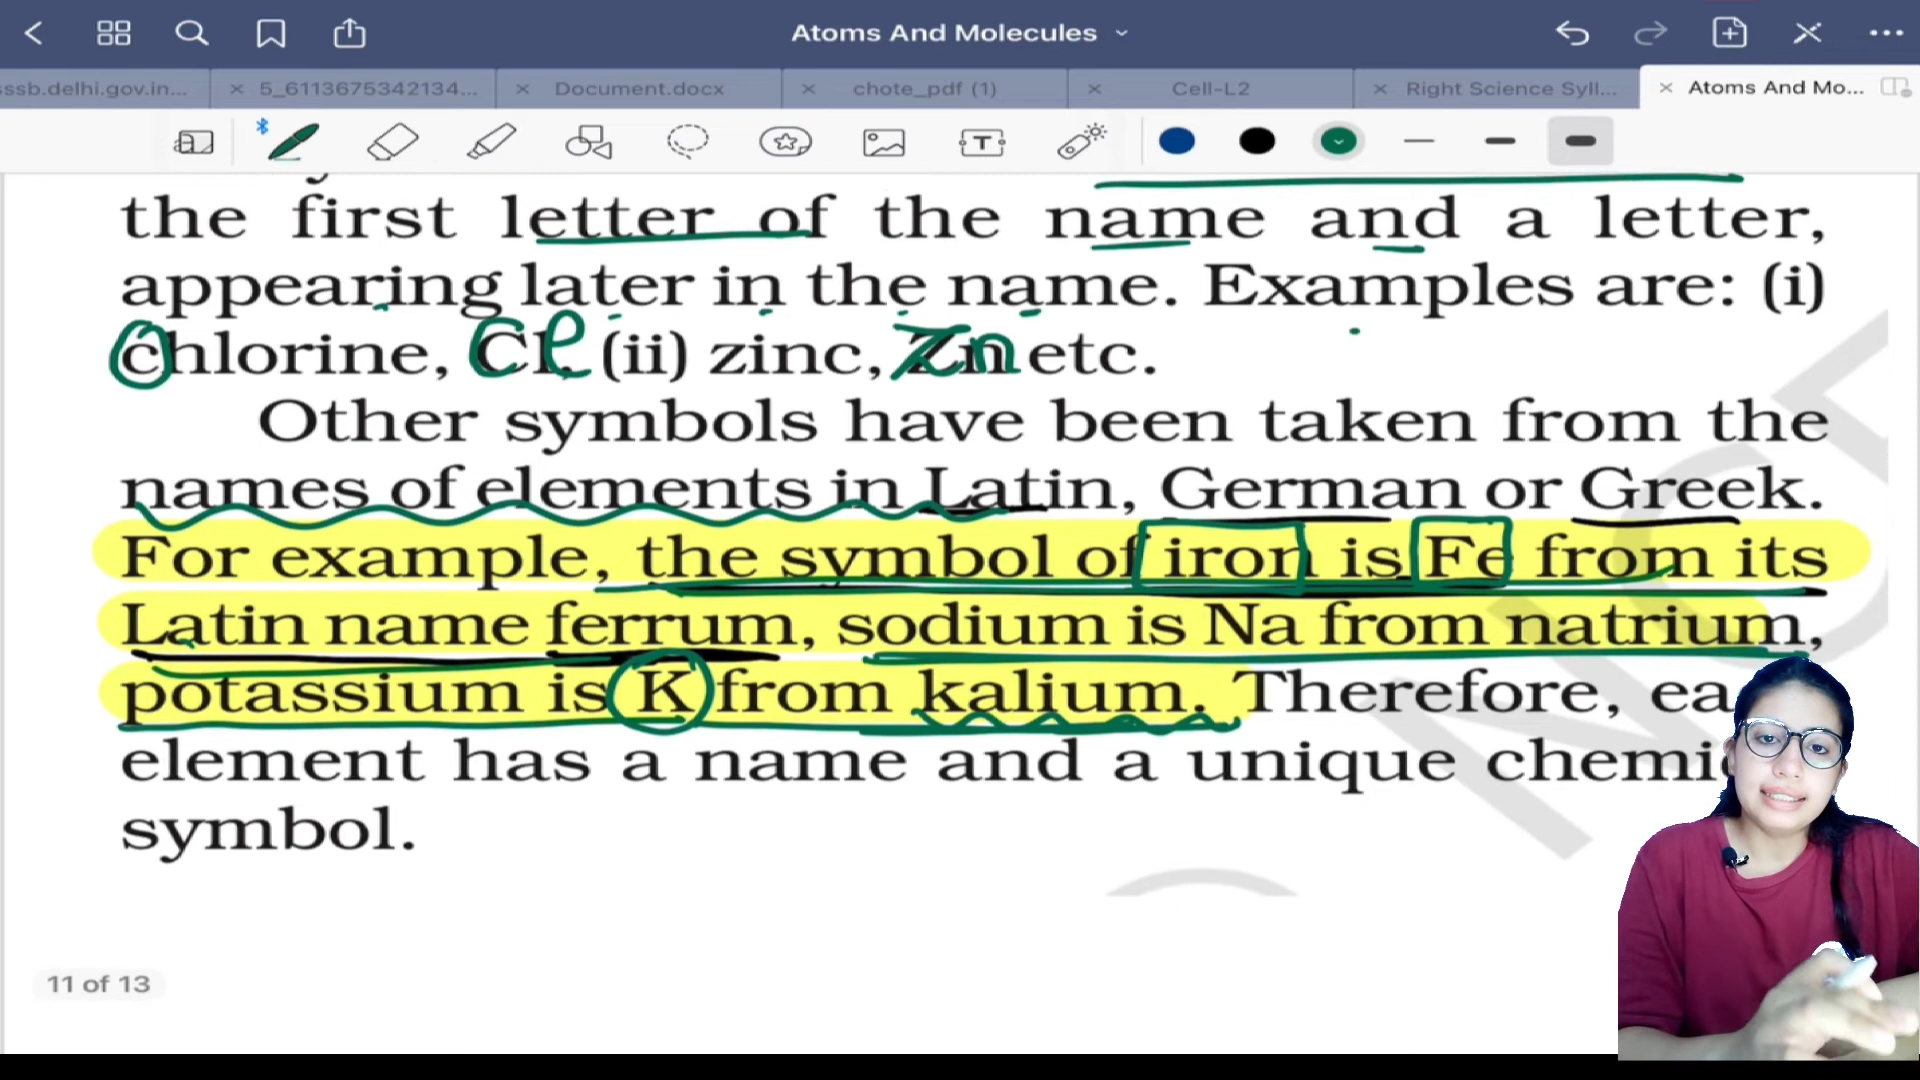 Atoms And Molecules
sssb.delhi.gov.in...
5_6113675342134...
Document.docx
chote_pdf (1)
Cell-L2
Right Science Syll...
Atoms And Mo...
the first letter of the name and a letter,
appearing later in the name. Examples are: (i)
chlorine, Cl, (ii) zinc, Zn etc.
Other symbols have been taken from the
names of elements in Latin, German or Greek.
For example, the symbol of iron is Fe from its
Latin name ferrum, sodium is Na from natrium,
potassium is K from kalium. Therefore, ea
element has a name and a unique chemi
symbol.
11 of 13